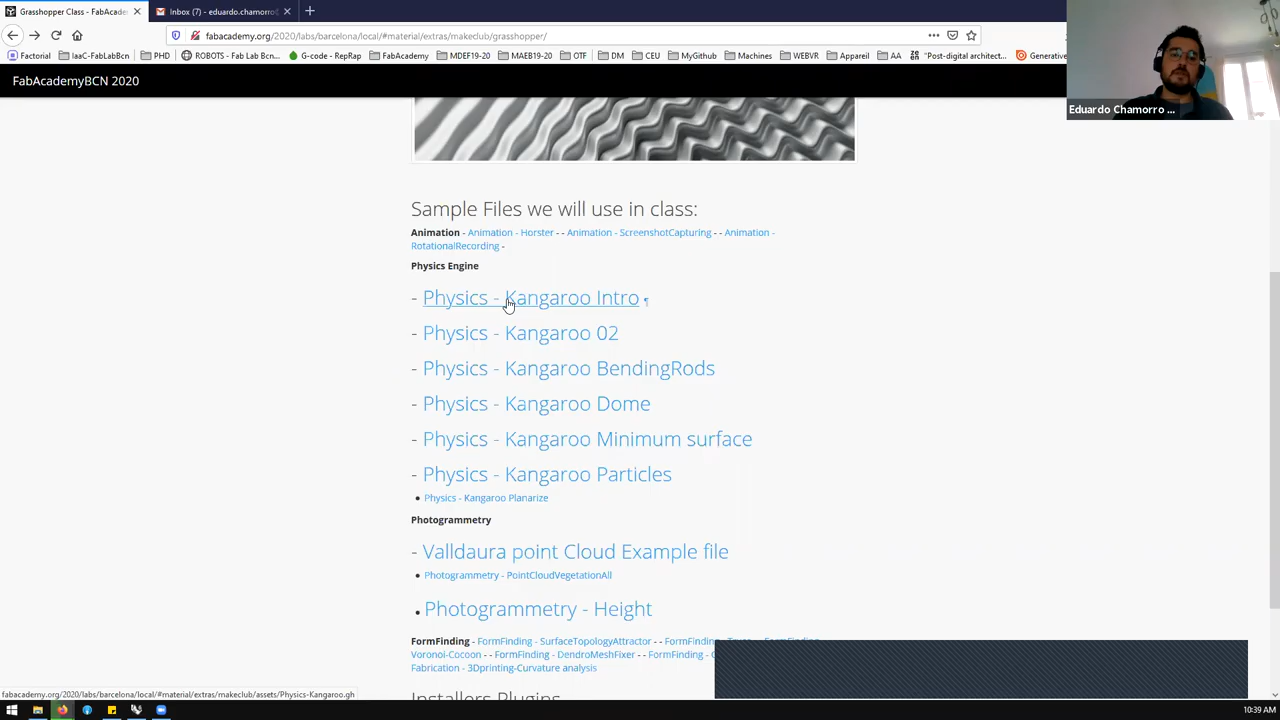 Grasshopper Class - FabAcadem
Inbox (7) - eduardo.chamorro
fabacademy.org/2020/labs/barcelona/local/#material/extras/makeclub/grasshopper/
Factorial
IaaC-FabLabBcn
PHD
ROBOTS - Fab Lab Bcn...
G-code - RepRap
FabAcademy
MDEF19-20
MAEB19-20
OTF
DM
CEU
MyGithub
Machines
WEBVR
Appareil
AA
"Post-digital architect...
Generative
FabAcademyBCN 2020
Eduardo Chamorro ...
Sample Files we will use in class:
Animation - Animation - Horster - - Animation - ScreenshotCapturing - - Animation -
RotationalRecording -
Physics Engine
- Physics - Kangaroo Intro ¶
- Physics - Kangaroo 02
- Physics - Kangaroo BendingRods
- Physics - Kangaroo Dome
- Physics - Kangaroo Minimum surface
- Physics - Kangaroo Particles
• Physics - Kangaroo Planarize
Photogrammetry
- Valldaura point Cloud Example file
• Photogrammetry - PointCloudVegetationAll
• Photogrammetry - Height
FormFinding - FormFinding - SurfaceTopologyAttractor - - FormFinding
Voronoi-Cocoon - - FormFinding - DendroMeshFixer - - FormFinding -
Fabrication - 3Dprinting-Curvature analysis
Installers Plugins
fabacademy.org/2020/labs/barcelona/local/#material/extras/makeclub/assets/Physics-Kangaroo.gh
10:39 AM